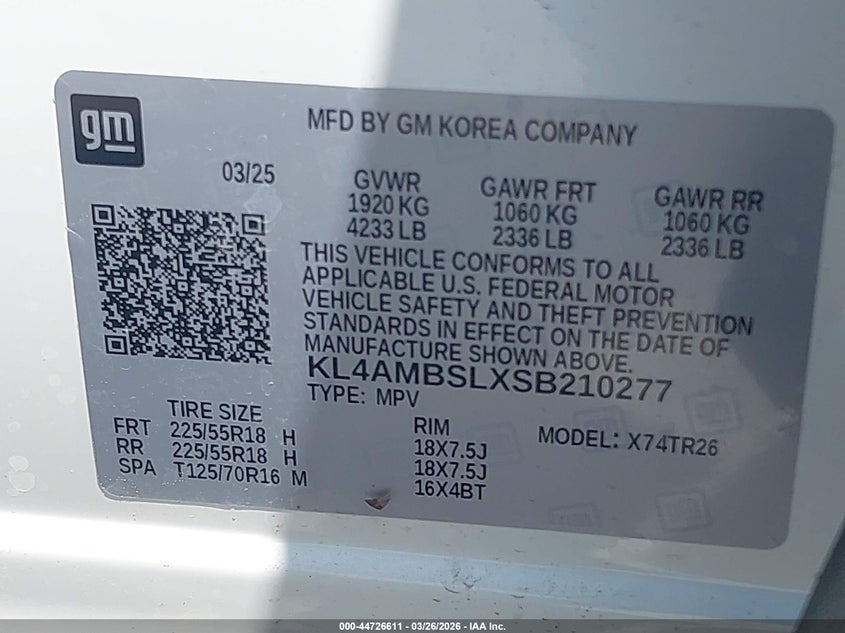 gm
MFD BY GM KOREA COMPANY
03/25
GVWR GAWR FRT GAWR RR
1920 KG 1060 KG 1060 KG
4233 LB 2336 LB 2336 LB
THIS VEHICLE CONFORMS TO ALL
APPLICABLE U.S. FEDERAL MOTOR
VEHICLE SAFETY AND THEFT PREVENTION
STANDARDS IN EFFECT ON THE DATE OF
MANUFACTURE SHOWN ABOVE.
KL4AMBSLXSB210277
TYPE: MPV
TIRE SIZE RIM MODEL: X74TR26
FRT 225/55R18 H 18X7.5J
RR 225/55R18 H 18X7.5J
SPA T125/70R16 M 16X4BT
000-44726611 - 03/26/2026 - IAA Inc.